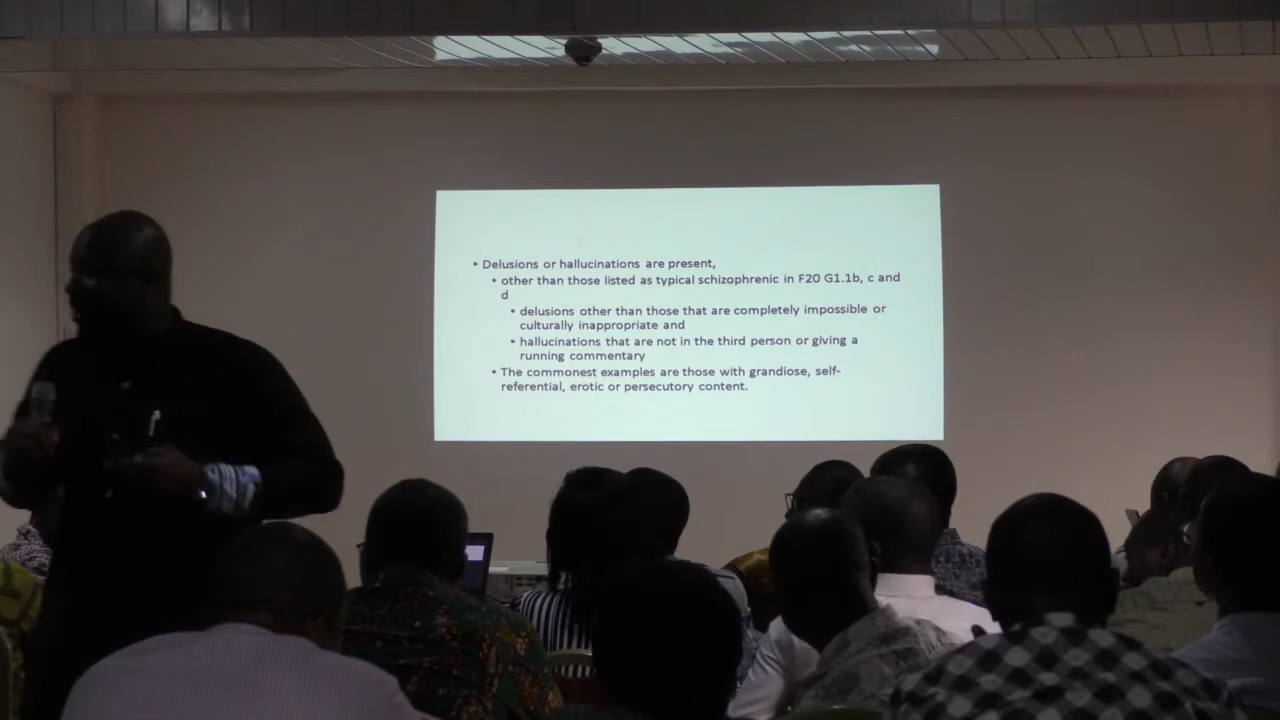 • Delusions or hallucinations are present,
• other than those listed as typical schizophrenic in F20 G1.1b, c and
d
• delusions other than those that are completely impossible or
culturally inappropriate and
• hallucinations that are not in the third person or giving a
running commentary
• The commonest examples are those with grandiose, self-
referential, erotic or persecutory content.